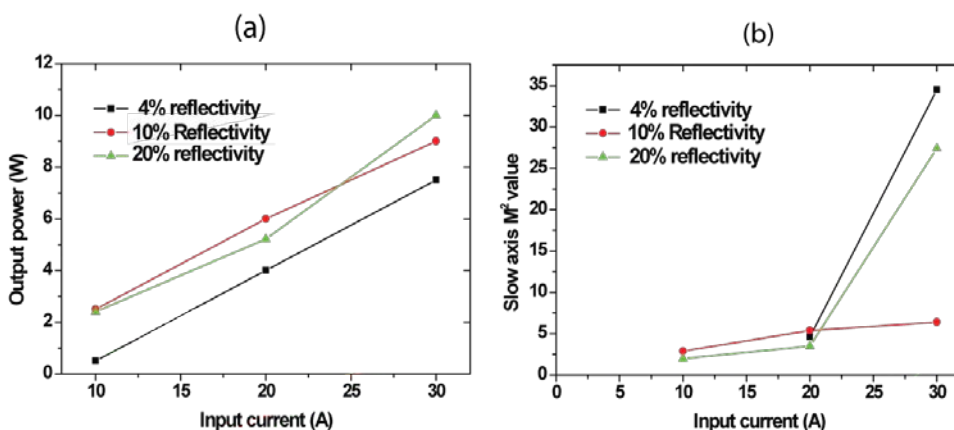 (a)
12
10
8
6
4
2
0
Output power (W)
4% reflectivity
10% Reflectivity
20% reflectivity
10
15
20
25
30
Input current (A)
(b)
35
30
25
20
15
10
5
0
Slow axis M² value
4% reflectivity
10% Reflectivity
20% reflectivity
0
5
10
15
20
25
30
Input current (A)